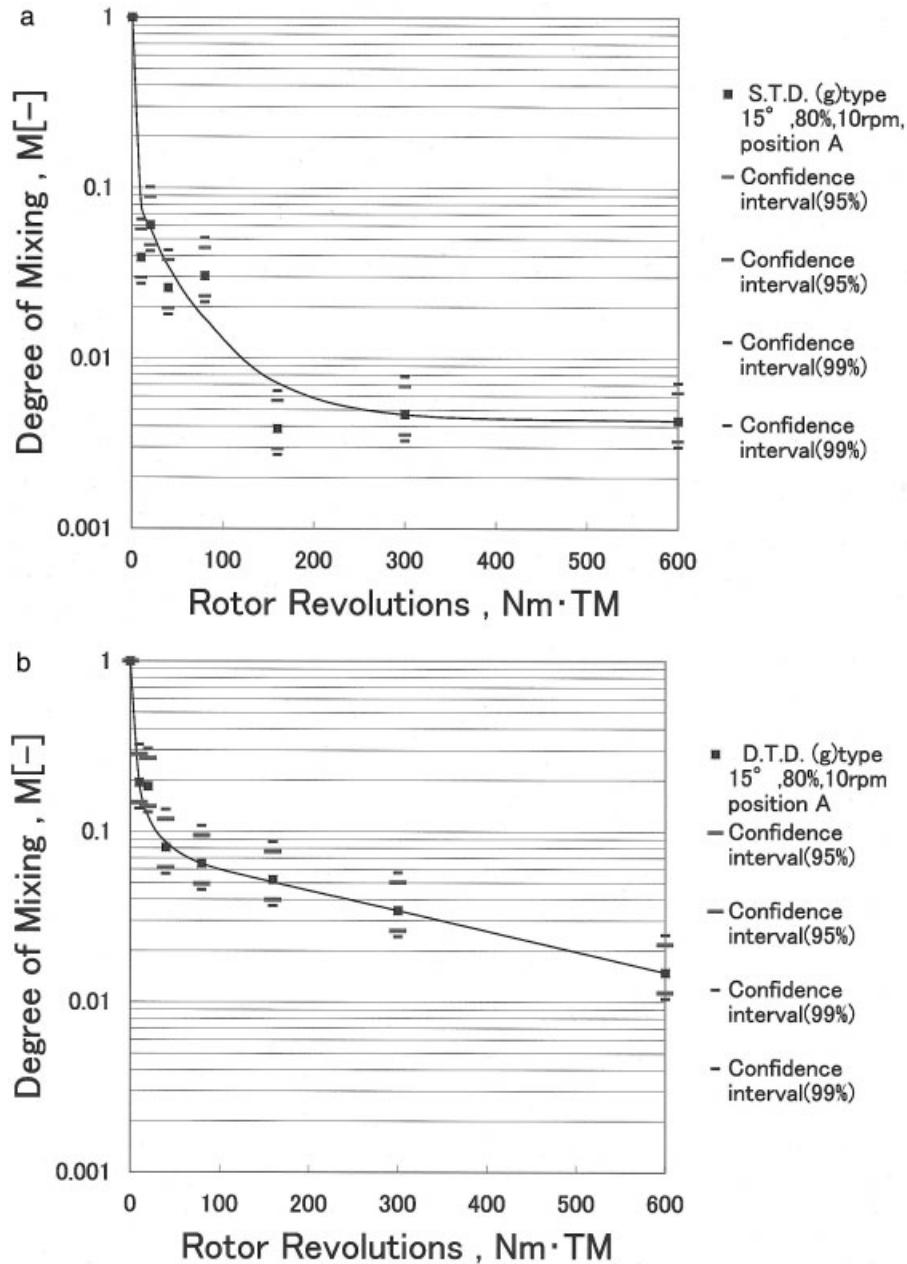 a
Degree of Mixing , M[-]
1
0.1
0.01
0.001
0 100 200 300 400 500 600
Rotor Revolutions , Nm·TM
S.T.D. (g)type
15° ,80%,10rpm,
position A
Confidence
interval(95%)
Confidence
interval(95%)
Confidence
interval(99%)
Confidence
interval(99%)
b
Degree of Mixing , M[-]
1
0.1
0.01
0.001
0 100 200 300 400 500 600
Rotor Revolutions , Nm·TM
D.T.D. (g)type
15° ,80%,10rpm
position A
Confidence
interval(95%)
Confidence
interval(95%)
Confidence
interval(99%)
Confidence
interval(99%)